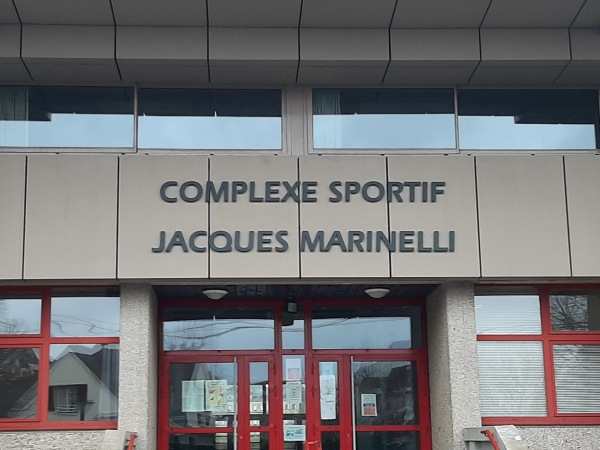 COMPLEXE SPORTIF
JACQUES MARINELLI